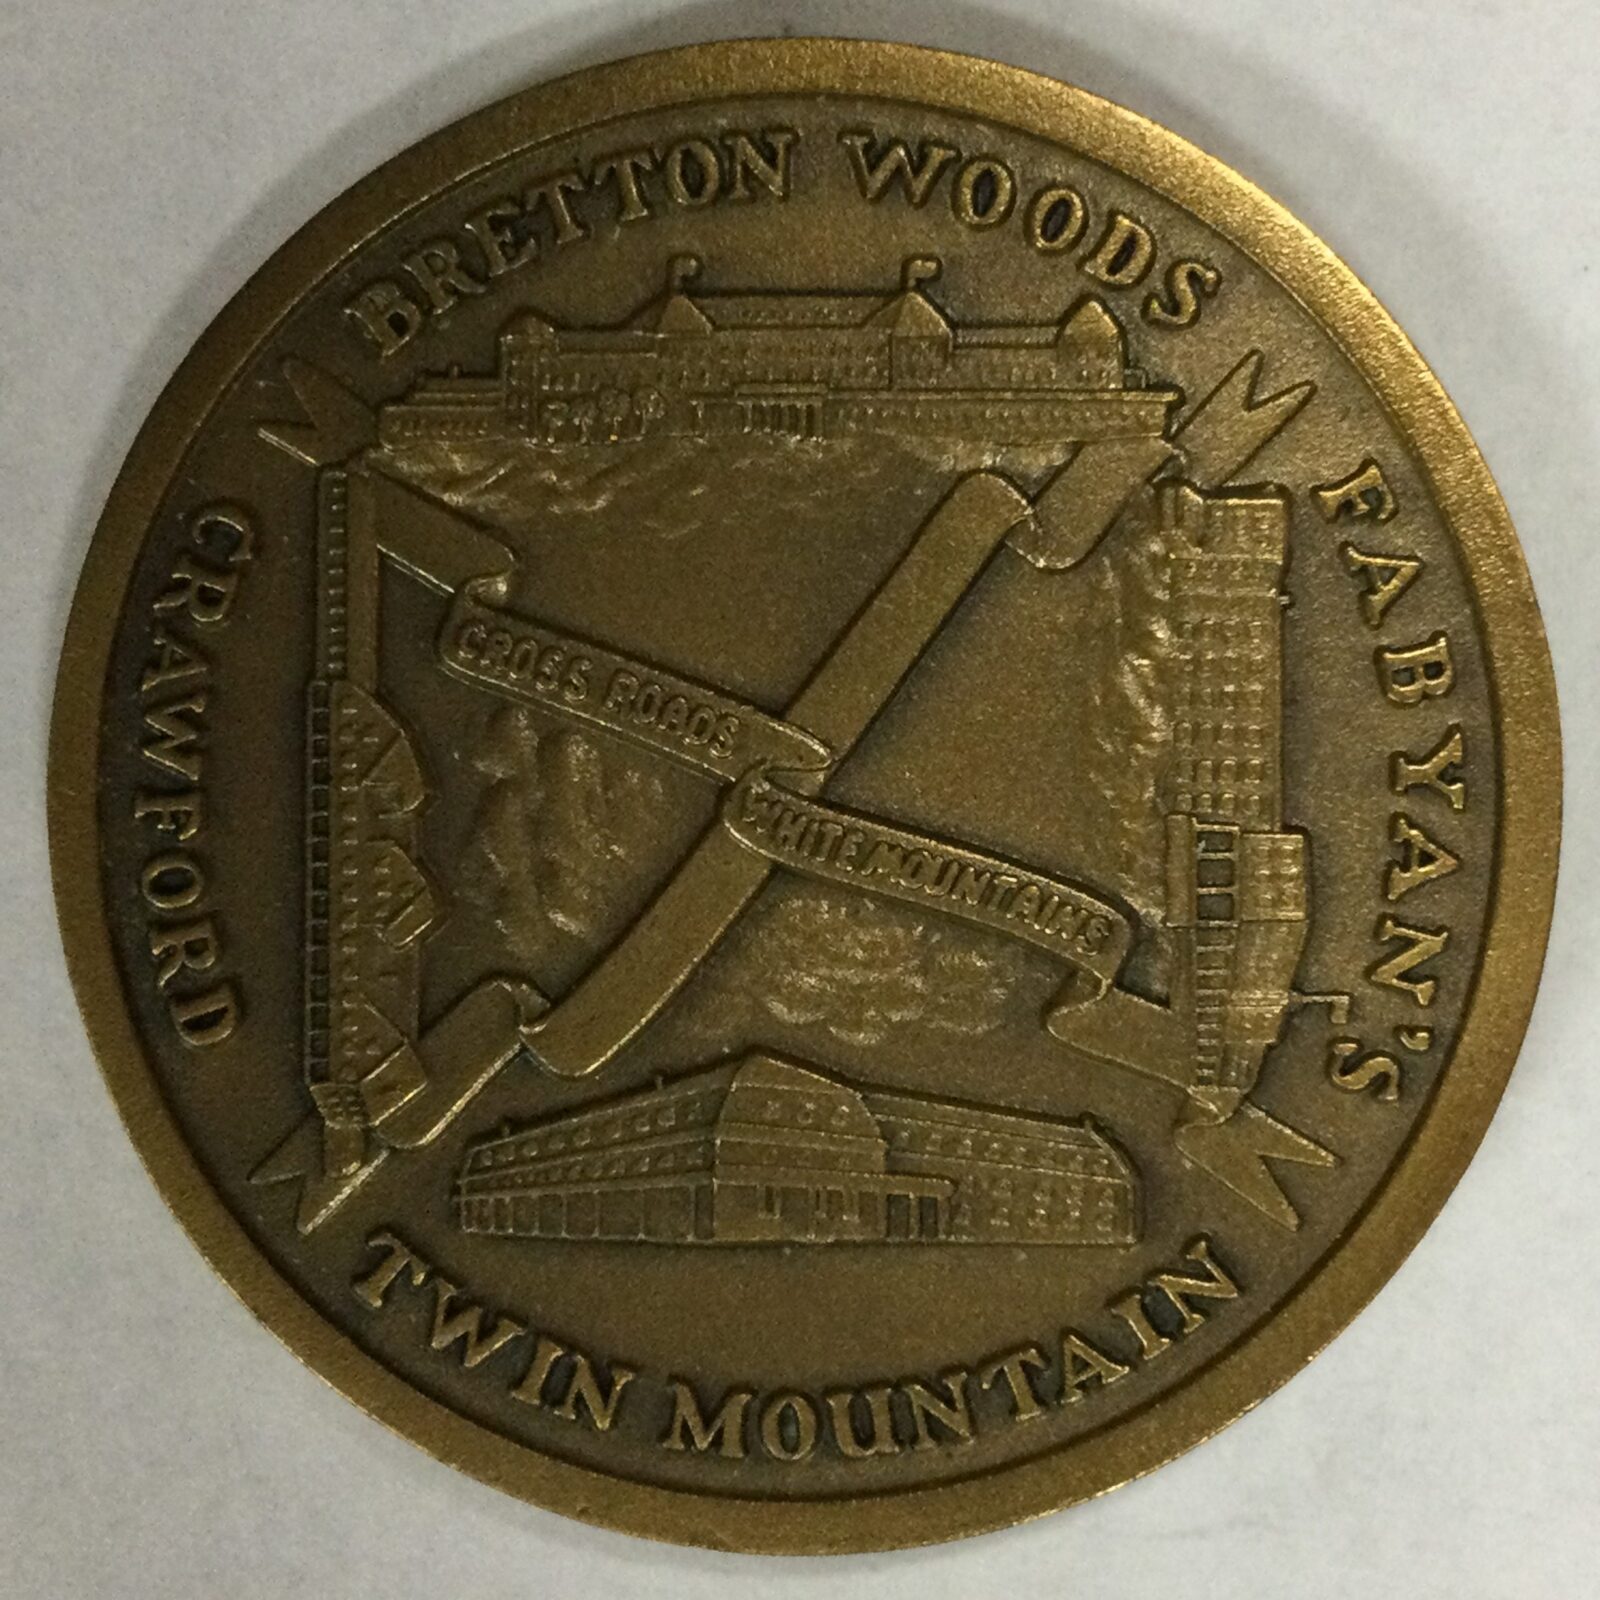 BRETTON WOODS
FABYAN'S
CRAWFORD
CROSS ROADS
WHITE MOUNTAINS
TWIN MOUNTAIN